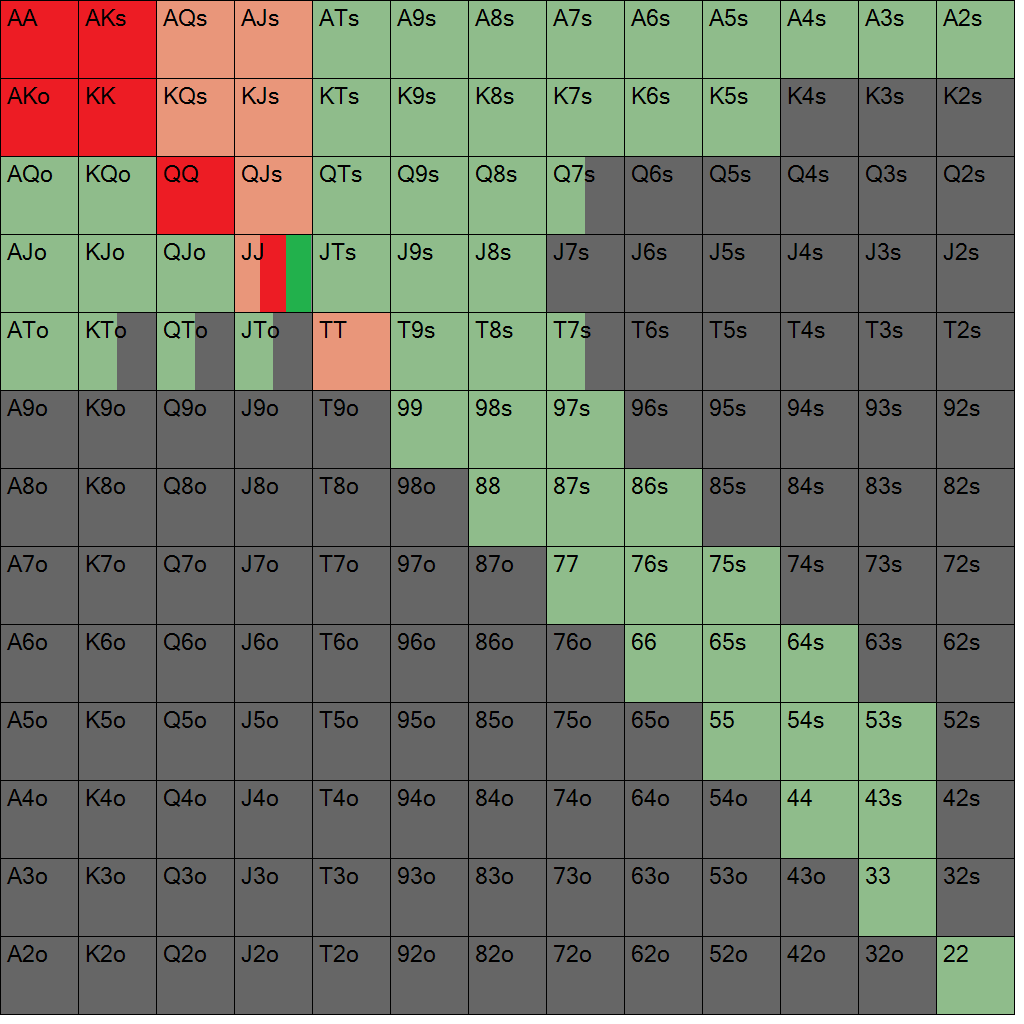 AA AKs AQs AJs ATs A9s A8s A7s A6s A5s A4s A3s A2s
AKo KK KQs KJs KTs K9s K8s K7s K6s K5s K4s K3s K2s
AQo KQo QQ QJs QTs Q9s Q8s Q7s Q6s Q5s Q4s Q3s Q2s
AJo KJo QJo JJ JTs J9s J8s J7s J6s J5s J4s J3s J2s
ATo KTo QTo JTo TT T9s T8s T7s T6s T5s T4s T3s T2s
A9o K9o Q9o J9o T9o 99 98s 97s 96s 95s 94s 93s 92s
A8o K8o Q8o J8o T8o 98o 88 87s 86s 85s 84s 83s 82s
A7o K7o Q7o J7o T7o 97o 87o 77 76s 75s 74s 73s 72s
A6o K6o Q6o J6o T6o 96o 86o 76o 66 65s 64s 63s 62s
A5o K5o Q5o J5o T5o 95o 85o 75o 65o 55 54s 53s 52s
A4o K4o Q4o J4o T4o 94o 84o 74o 64o 54o 44 43s 42s
A3o K3o Q3o J3o T3o 93o 83o 73o 63o 53o 43o 33 32s
A2o K2o Q2o J2o T2o 92o 82o 72o 62o 52o 42o 32o 22